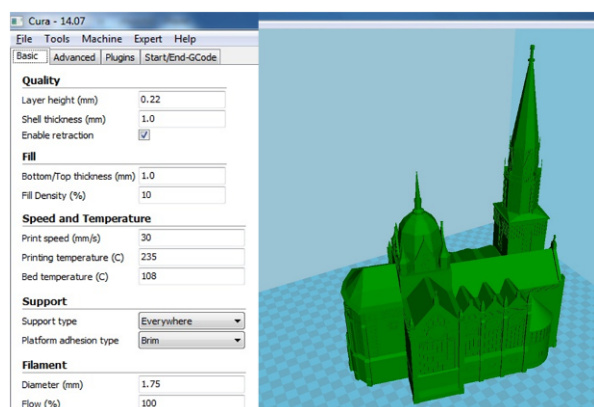 Cura - 14.07
File Tools Machine Expert Help
Basic Advanced Plugins Start/End-GCode
Quality
Layer height (mm) 0.22
Shell thickness (mm) 1.0
Enable retraction
Fill
Bottom/Top thickness (mm) 1.0
Fill Density (%) 10
Speed and Temperature
Print speed (mm/s) 30
Printing temperature (C) 235
Bed temperature (C) 108
Support
Support type Everywhere
Platform adhesion type Brim
Filament
Diameter (mm) 1.75
Flow (%) 100